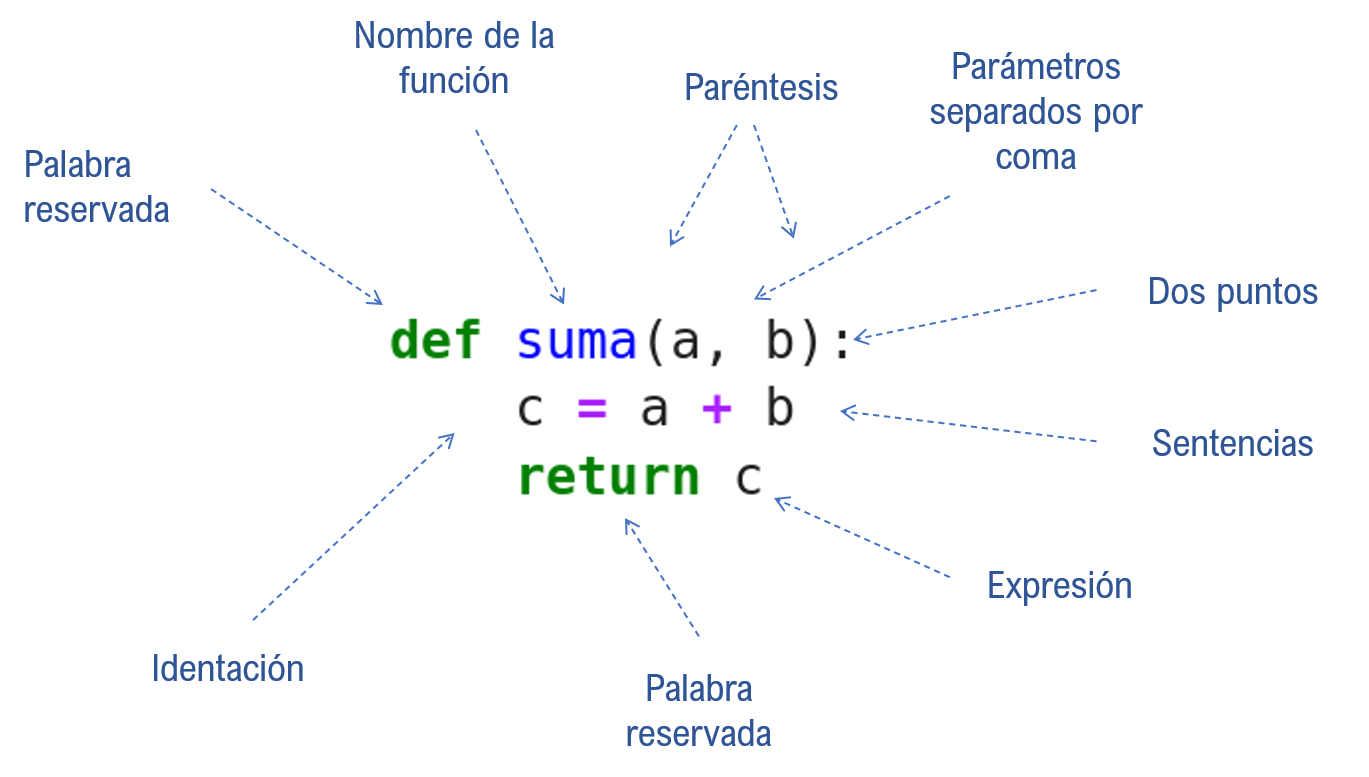 Nombre de la
función
Paréntesis
Parámetros
separados por
coma
Palabra
reservada
Dos puntos
def suma(a, b):
c = a + b
return c
Sentencias
Expresión
Identación
Palabra
reservada